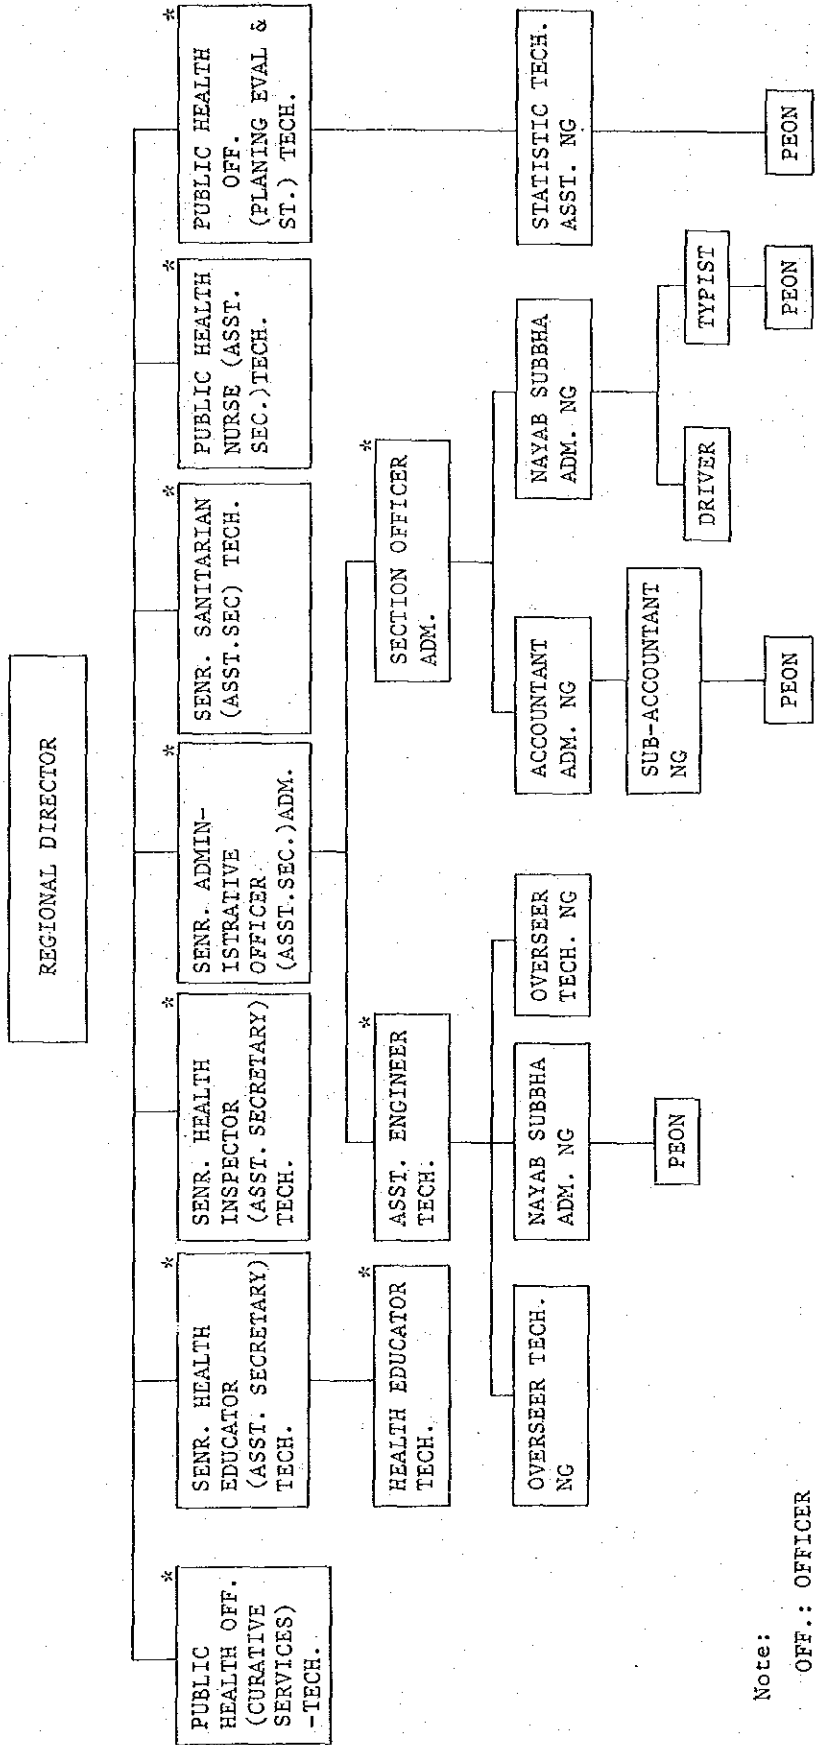 REGIONAL DIRECTOR
*
PUBLIC
HEALTH OFF.
(CURATIVE
SERVICES)
-TECH.
*
SENR. HEALTH
EDUCATOR
(ASST. SECRETARY)
TECH.
*
SENR. HEALTH
INSPECTOR
(ASST. SECRETARY)
TECH.
*
SENR. ADMIN-
ISTRATIVE
OFFICER
(ASST.SEC.)ADM.
*
SENR. SANITARIAN
(ASST.SEC) TECH.
*
PUBLIC HEALTH
NURSE (ASST.
SEC.)TECH.
*
PUBLIC HEALTH
OFF.
(PLANING EVAL &
ST.) TECH.
*
HEALTH EDUCATOR
TECH.
*
ASST. ENGINEER
TECH.
*
SECTION OFFICER
ADM.
OVERSEER TECH.
NG
NAYAB SUBBHA
ADM. NG
OVERSEER
TECH. NG
ACCOUNTANT
ADM. NG
NAYAB SUBBHA
ADM. NG
STATISTIC TECH.
ASST. NG
SUB-ACCOUNTANT
NG
PEON
DRIVER
TYPIST
PEON
PEON
PEON
Note:
OFF.: OFFICER